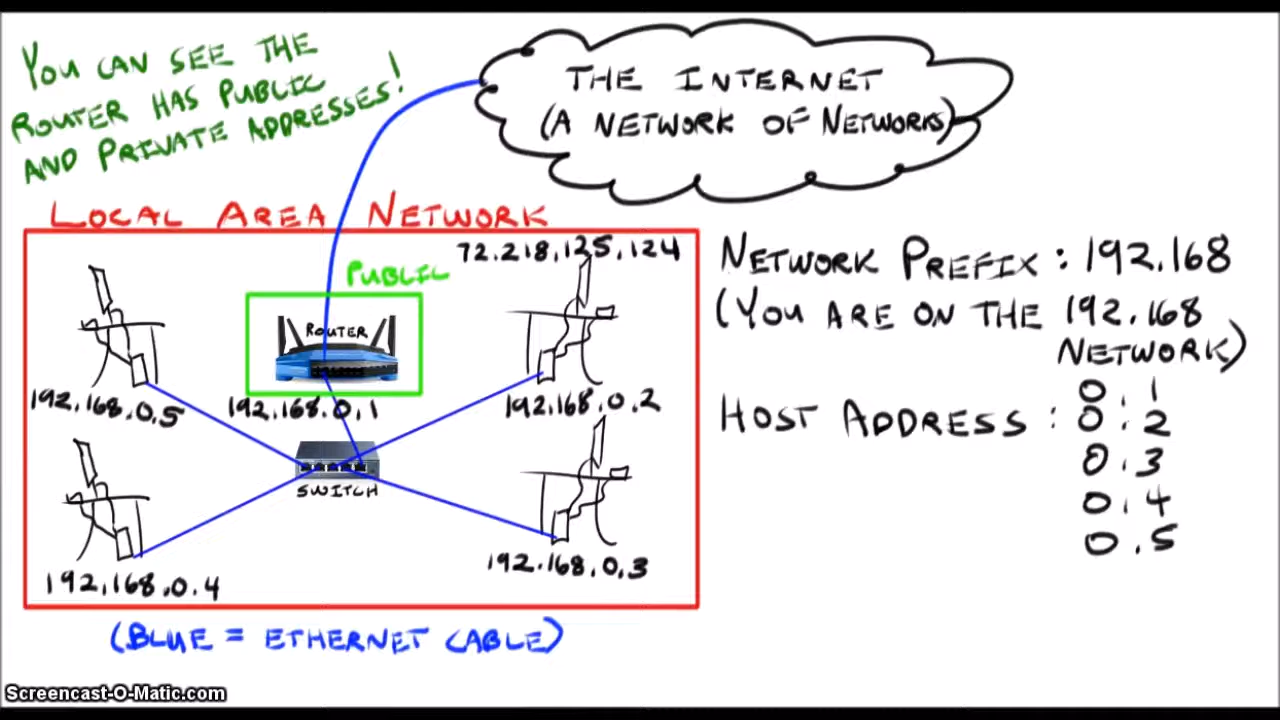 YOU CAN SEE THE
ROUTER HAS PUBLIC
AND PRIVATE ADDRESSES!
THE INTERNET
(A NETWORK OF NETWORKS)
LOCAL AREA NETWORK
72.218.125.124
PUBLIC
ROUTER
192.168.0.5
192.168.0.1
192.168.0.2
SWITCH
192.168.0.4
192.168.0.3
(BLUE = ETHERNET CABLE)
NETWORK PREFIX: 192.168
(YOU ARE ON THE 192.168
NETWORK)
HOST ADDRESS:
0.1
0.2
0.3
0.4
0.5
Screencast-O-Matic.com